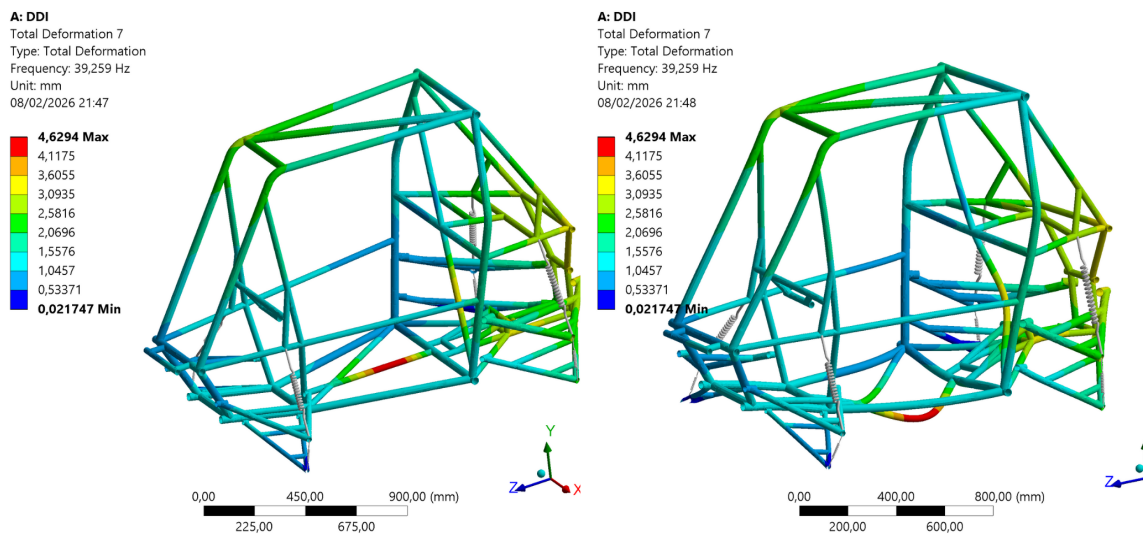 A: DDI
Total Deformation 7
Type: Total Deformation
Frequency: 39,259 Hz
Unit: mm
08/02/2026 21:47
4,6294 Max
4,1175
3,6055
3,0935
2,5816
2,0696
1,5576
1,0457
0,53371
0,021747 Min
Y
Z
X
0,00
450,00
900,00 (mm)
225,00
675,00
A: DDI
Total Deformation 7
Type: Total Deformation
Frequency: 39,259 Hz
Unit: mm
08/02/2026 21:48
4,6294 Max
4,1175
3,6055
3,0935
2,5816
2,0696
1,5576
1,0457
0,53371
0,021747 Min
Z
0,00
400,00
800,00 (mm)
200,00
600,00